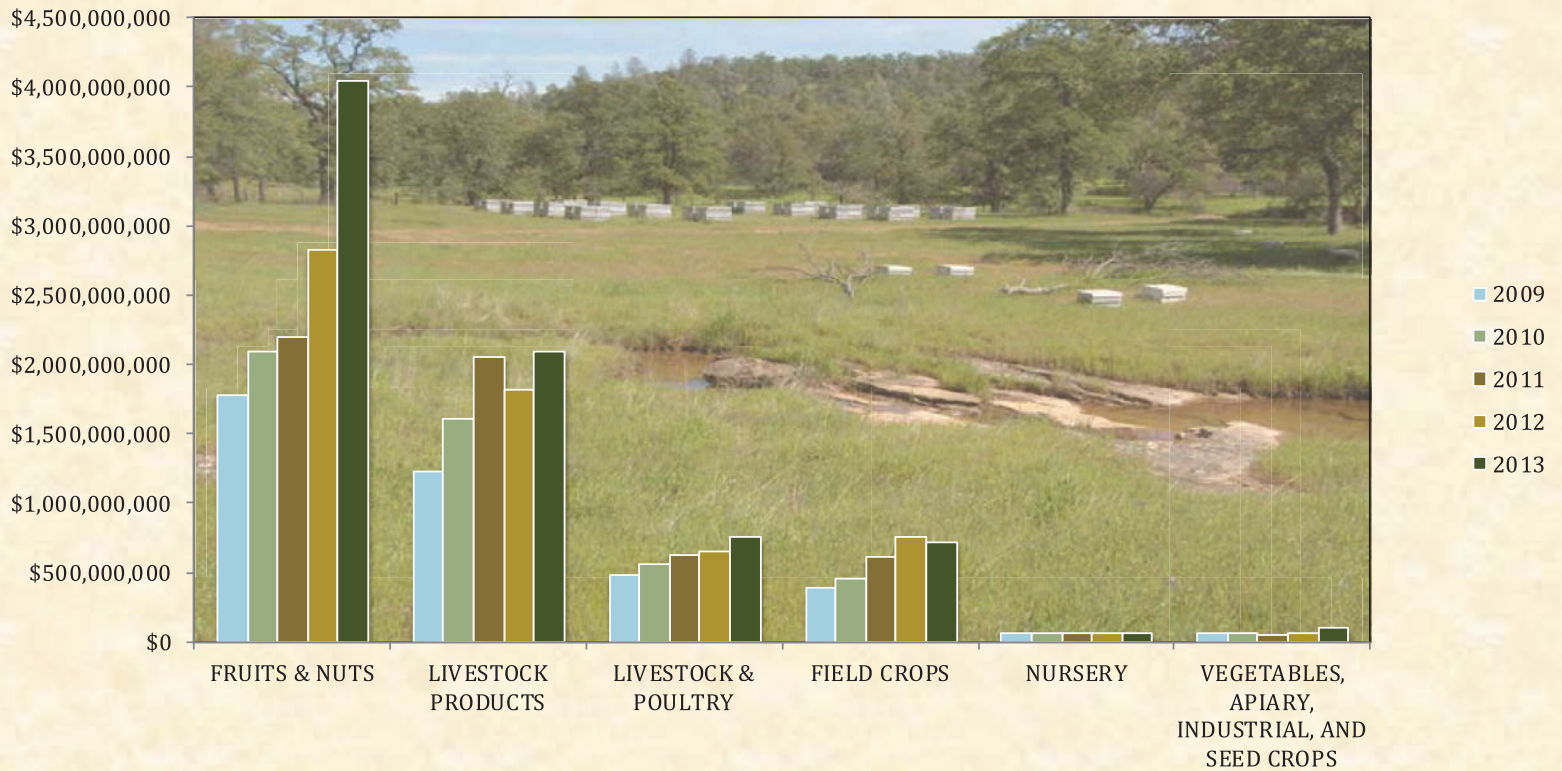 $4,500,000,000
$4,000,000,000
$3,500,000,000
$3,000,000,000
$2,500,000,000
$2,000,000,000
$1,500,000,000
$1,000,000,000
$500,000,000
$0
FRUITS & NUTS
LIVESTOCK
PRODUCTS
LIVESTOCK &
POULTRY
FIELD CROPS
NURSERY
VEGETABLES,
APIARY,
INDUSTRIAL, AND
SEED CROPS
2009
2010
2011
2012
2013